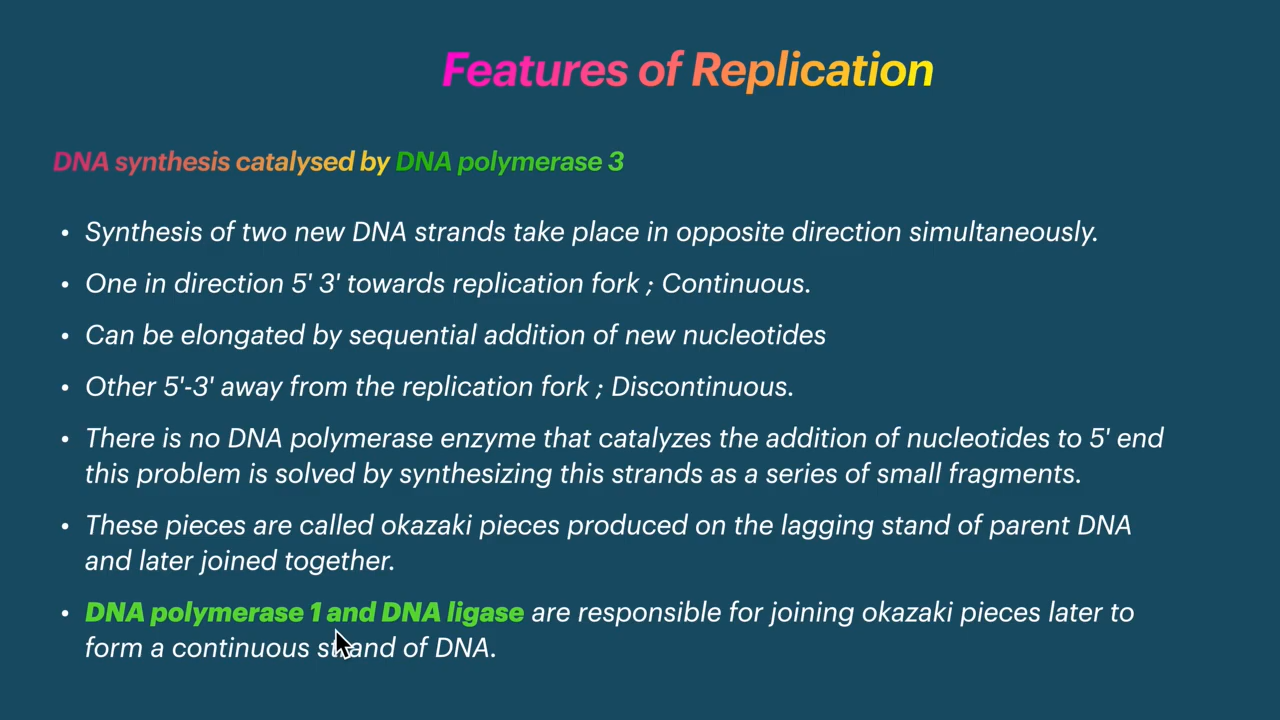 Features of Replication
DNA synthesis catalysed by DNA polymerase 3
• Synthesis of two new DNA strands take place in opposite direction simultaneously.
• One in direction 5' 3' towards replication fork ; Continuous.
• Can be elongated by sequential addition of new nucleotides
• Other 5'-3' away from the replication fork ; Discontinuous.
• There is no DNA polymerase enzyme that catalyzes the addition of nucleotides to 5' end
this problem is solved by synthesizing this strands as a series of small fragments.
• These pieces are called okazaki pieces produced on the lagging stand of parent DNA
and later joined together.
• DNA polymerase 1 and DNA ligase are responsible for joining okazaki pieces later to
form a continuous strand of DNA.